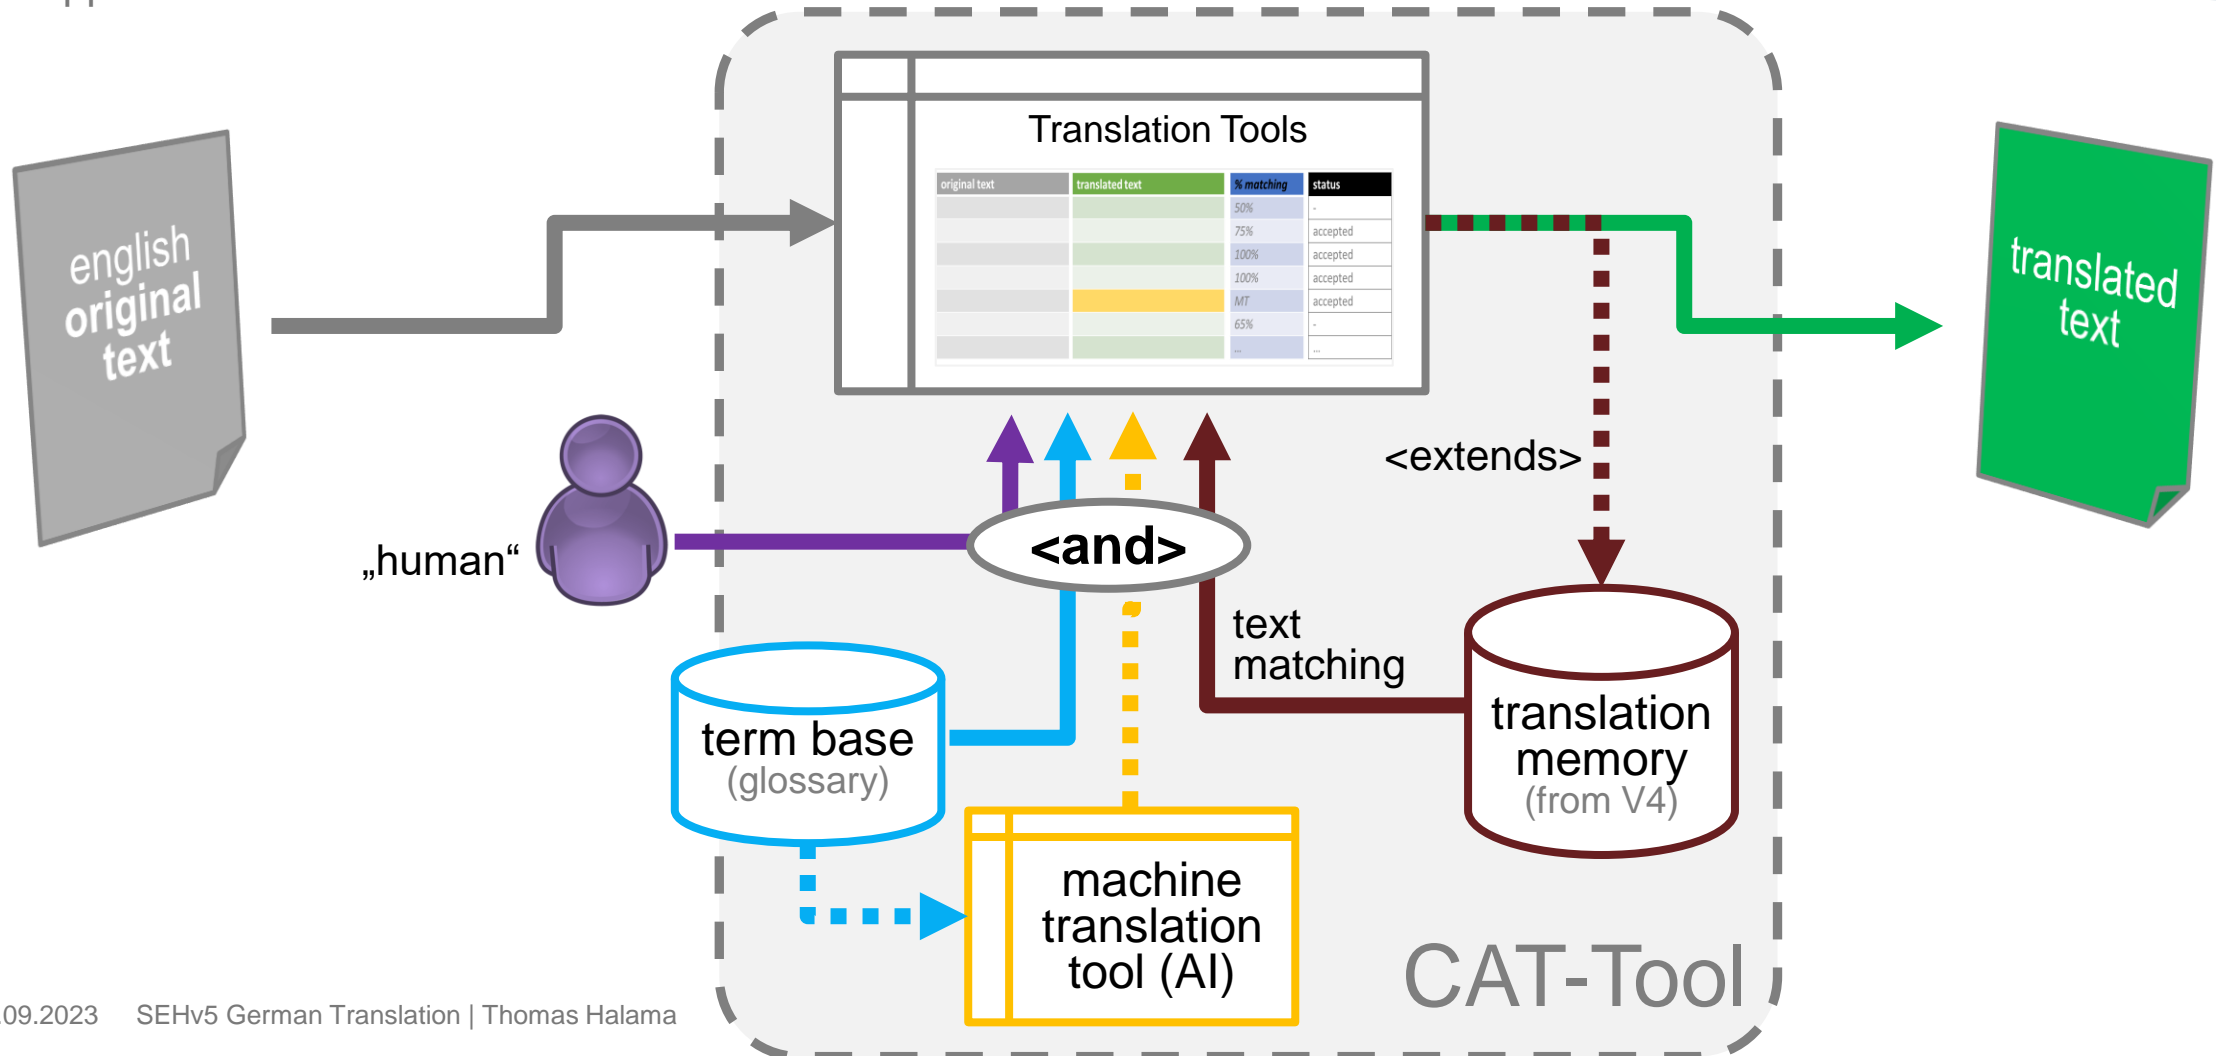 Translation Tools
original text translated text % matching status
50% -
75% accepted
100% accepted
100% accepted
MT accepted
65% -
... ...
english
original
text
translated
text
<extends>
„human“
<and>
text
matching
term base
(glossary)
translation
memory
(from V4)
machine
translation
tool (AI)
CAT-Tool
.09.2023 SEHv5 German Translation | Thomas Halama